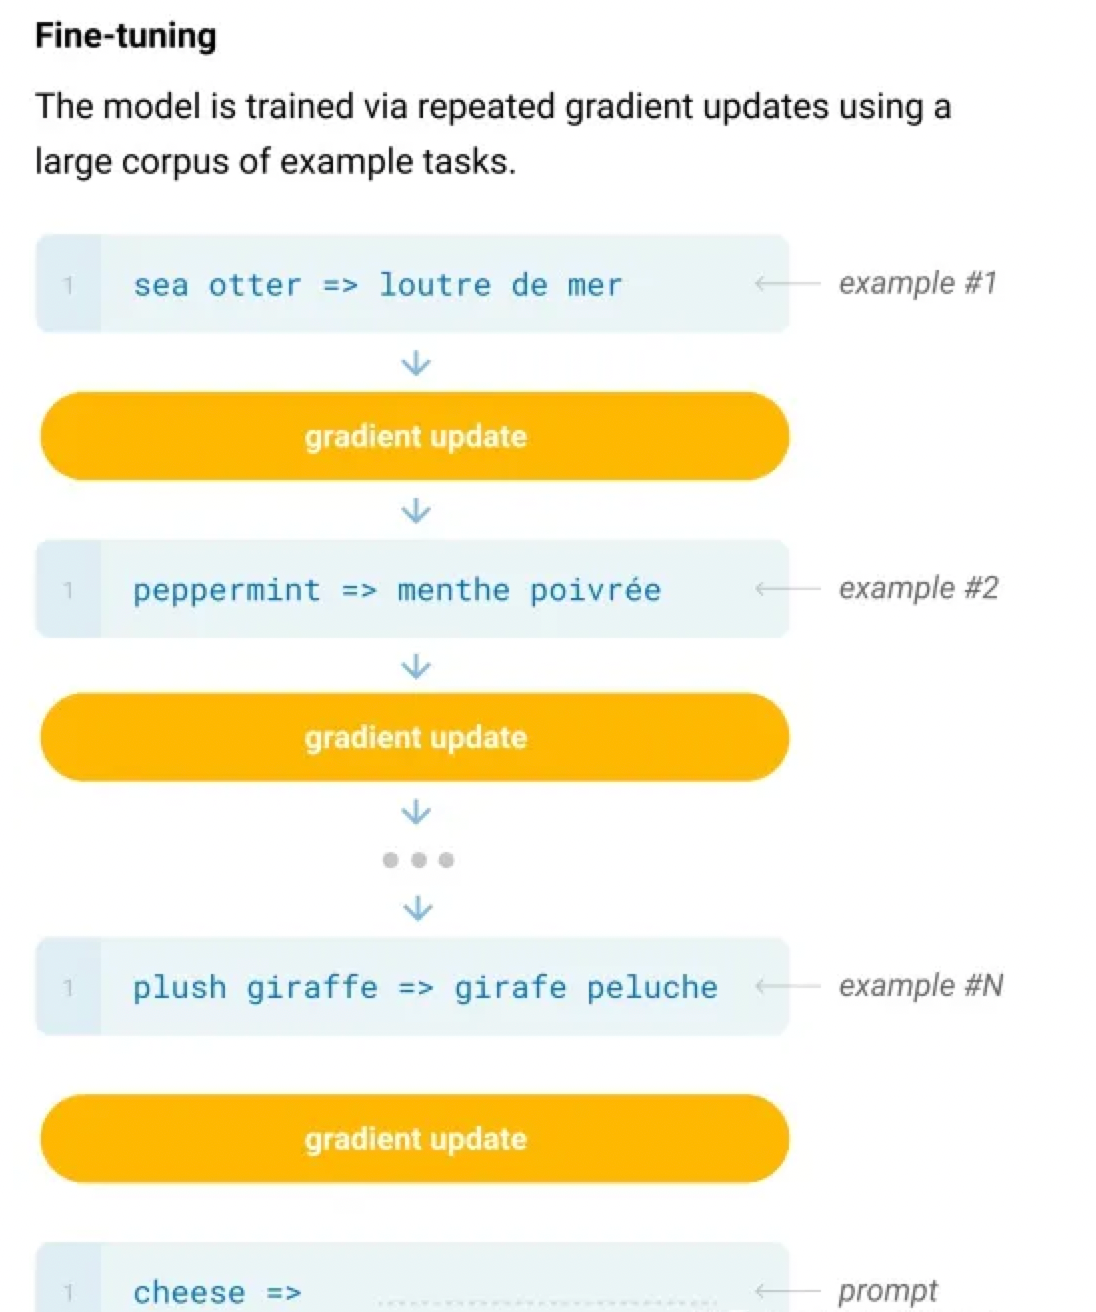 Fine-tuning
The model is trained via repeated gradient updates using a
large corpus of example tasks.
1 sea otter => loutre de mer example #1
gradient update
1 peppermint => menthe poivrée example #2
gradient update
1 plush giraffe => girafe peluche example #N
gradient update
1 cheese => prompt